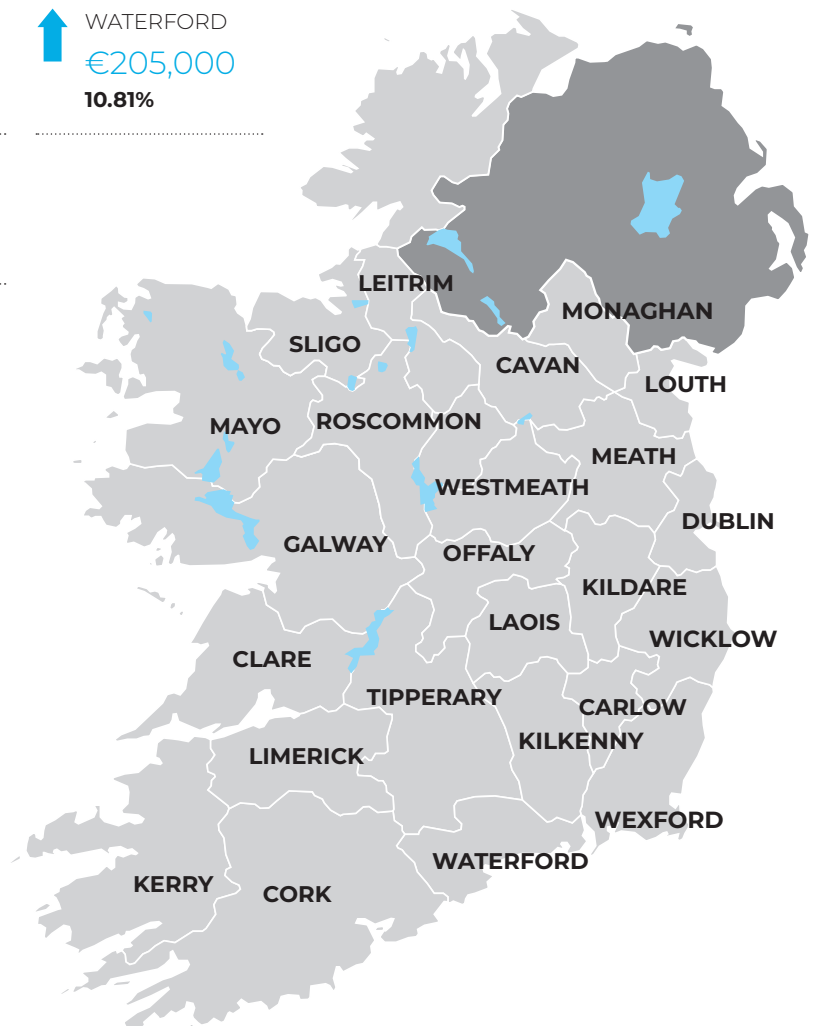 WATERFORD
€205,000
10.81%
LEITRIM
MONAGHAN
SLIGO
CAVAN
LOUTH
MAYO
ROSCOMMON
MEATH
WESTMEATH
DUBLIN
GALWAY
OFFALY
KILDARE
LAOIS
WICKLOW
CLARE
TIPPERARY
CARLOW
KILKENNY
LIMERICK
WEXFORD
WATERFORD
KERRY
CORK